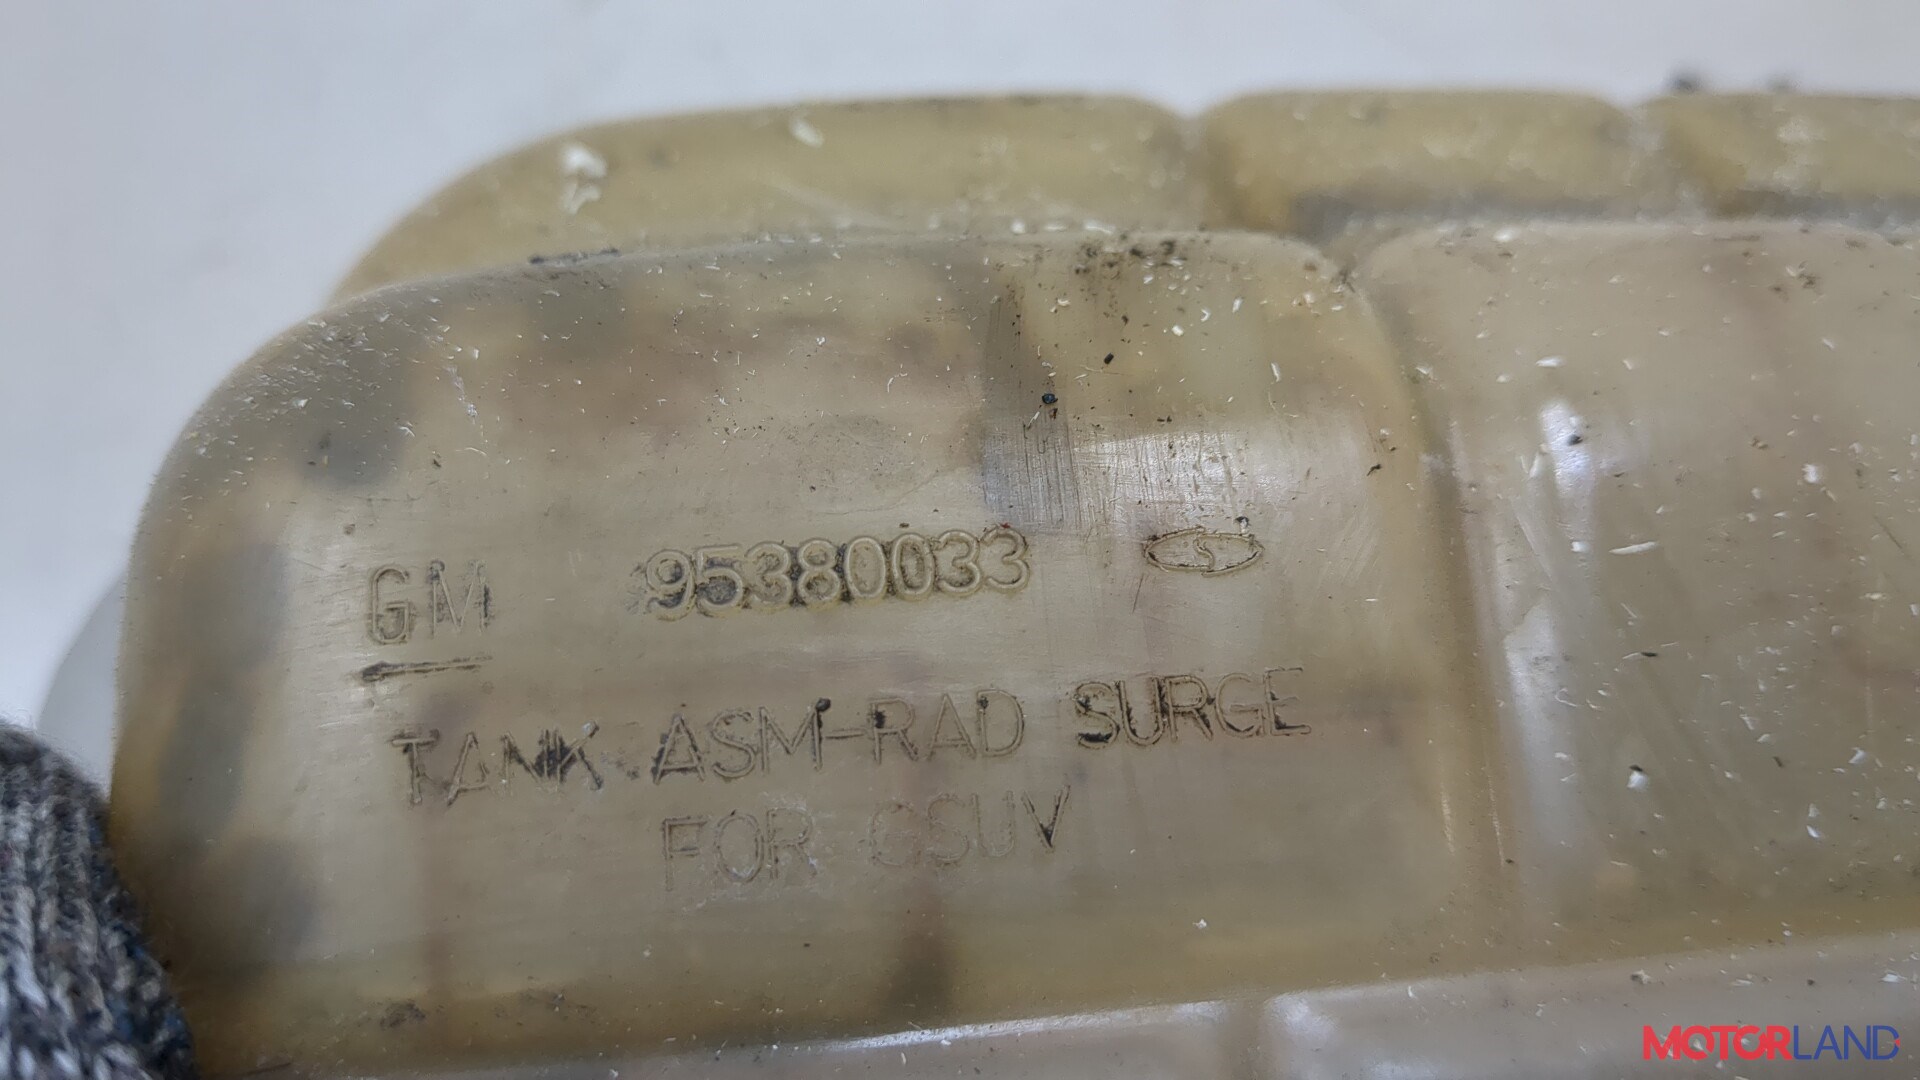 GM 95380033 S
TANK ASM-RAD SURGE
FOR GSUV
MOTORLAND